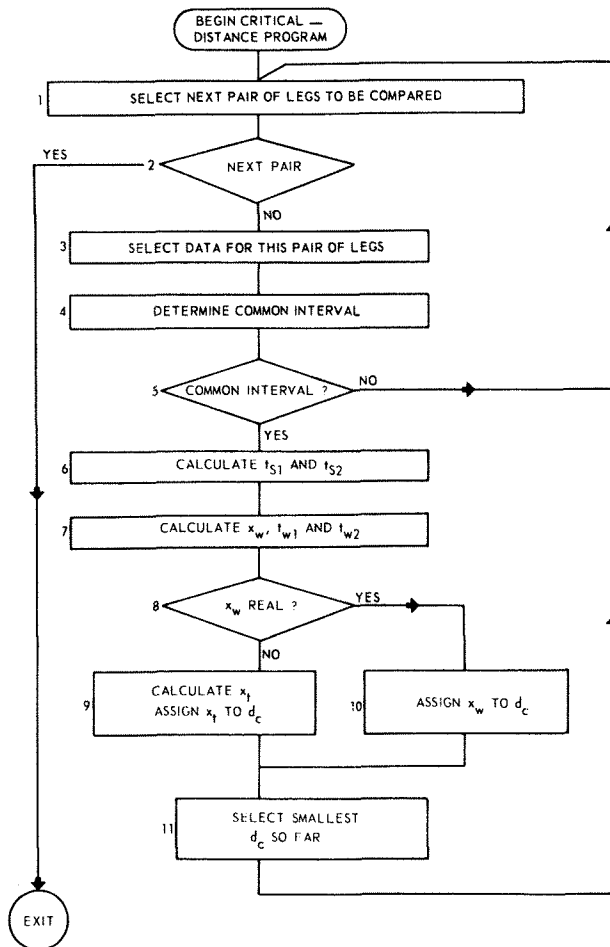 BEGIN CRITICAL —
DISTANCE PROGRAM
1
SELECT NEXT PAIR OF LEGS TO BE COMPARED
YES
2
NEXT PAIR
NO
3
SELECT DATA FOR THIS PAIR OF LEGS
4
DETERMINE COMMON INTERVAL
5
COMMON INTERVAL ?
NO
YES
6
CALCULATE tS1 AND tS2
7
CALCULATE xw, tw1 AND tw2
8
xw REAL ?
YES
NO
9
CALCULATE xt
ASSIGN xt TO dc
10
ASSIGN xw TO dc
11
SELECT SMALLEST
dc SO FAR
EXIT